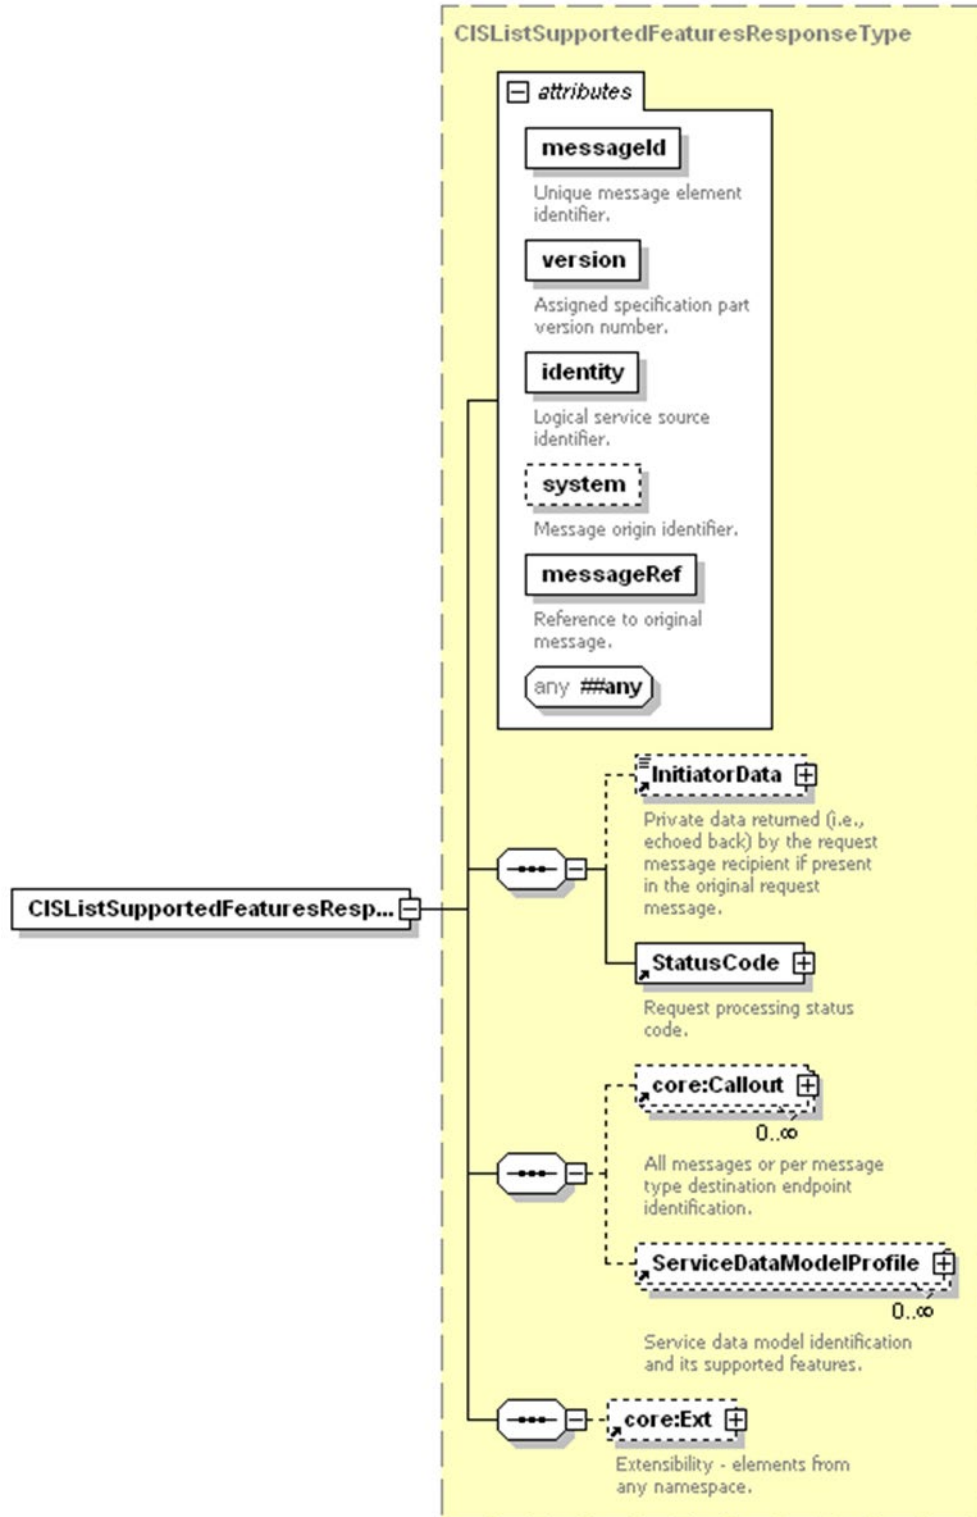 CISListSupportedFeaturesResponseType
attributes
messageId
Unique message element
identifier.
version
Assigned specification part
version number.
identity
Logical service source
identifier.
system
Message origin identifier.
messageRef
Reference to original
message.
any ##any
InitiatorData
Private data returned (i.e.,
echoed back) by the request
message recipient if present
in the original request
message.
CISListSupportedFeaturesResp...
StatusCode
Request processing status
code.
core:Callout
0..∞
All messages or per message
type destination endpoint
identification.
ServiceDataModelProfile
0..∞
Service data model identification
and its supported features.
core:Ext
Extensibility - elements from
any namespace.